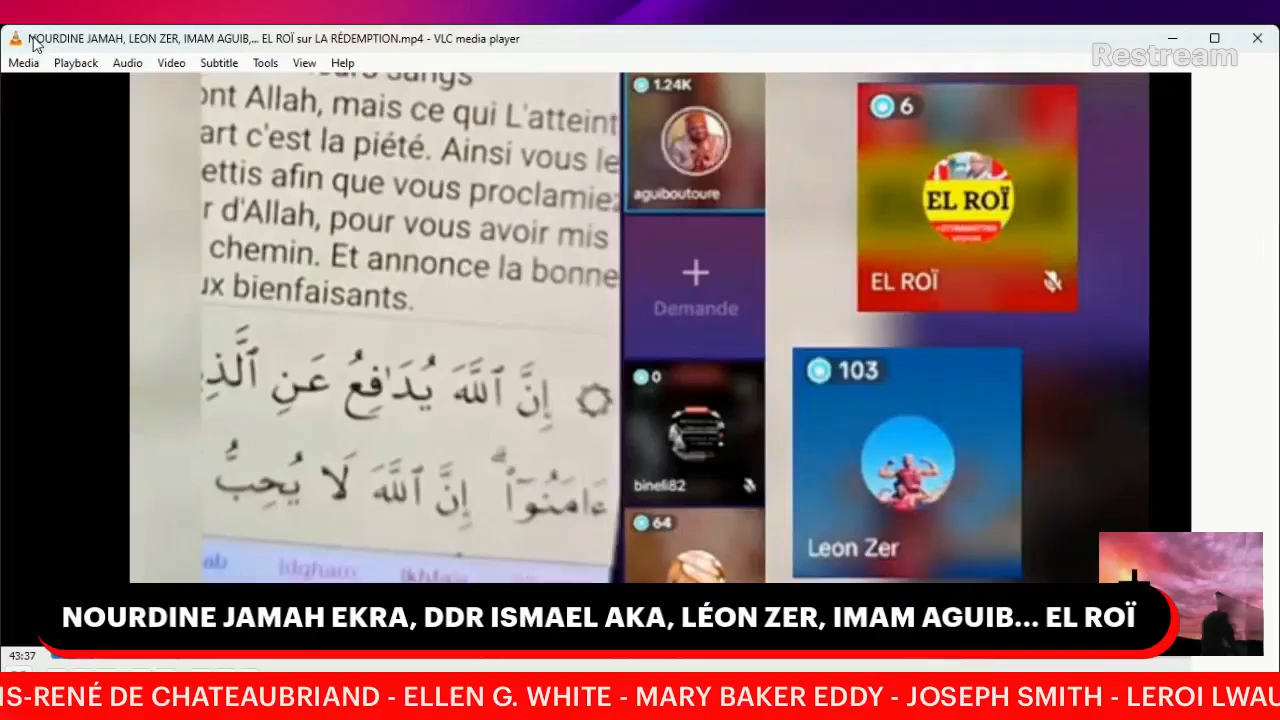 NOURDINE JAMAH, LEON ZER, IMAM AGUIB,... EL ROÏ sur LA RÉDEMPTION.mp4 - VLC media player
Restream
Media Playback Audio Video Subtitle Tools View Help
sangs
ont Allah, mais ce qui L'atteint
art c'est la piété. Ainsi vous le
ettis afin que vous proclamiez
r d'Allah, pour vous avoir mis
chemin. Et annonce la bonne
ux bienfaisants.
۞ إِنَّ ٱللَّهَ يُدَٰفِعُ عَنِ ٱلَّذِ
ءَامَنُوٓاْ ۗ إِنَّ ٱللَّهَ لَا يُحِبُّ
idgham ikhfa
1.24K
aguiboutoure
+
Demande
0
bineli82
64
6
EL ROÏ
EL ROÏ
103
Leon Zer
NOURDINE JAMAH EKRA, DDR ISMAEL AKA, LÉON ZER, IMAM AGUIB... EL ROÏ
43:37
IS-RENÉ DE CHATEAUBRIAND - ELLEN G. WHITE - MARY BAKER EDDY - JOSEPH SMITH - LEROI LWAU